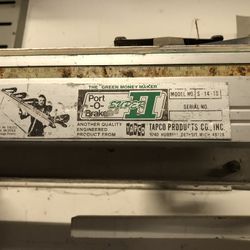 THE "GREEN MONEY MAKER"
Port
-O-
Brake
II
MODEL NO. S-14-10
SERIAL NO.
ANOTHER QUALITY
ENGINEERED
PRODUCT FROM
TAPCO
TAPCO PRODUCTS CO., INC.
DETROIT, MICH. 48228